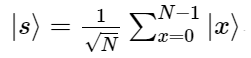 |s⟩ = 1/√N ∑_{x=0}^{N−1} |x⟩